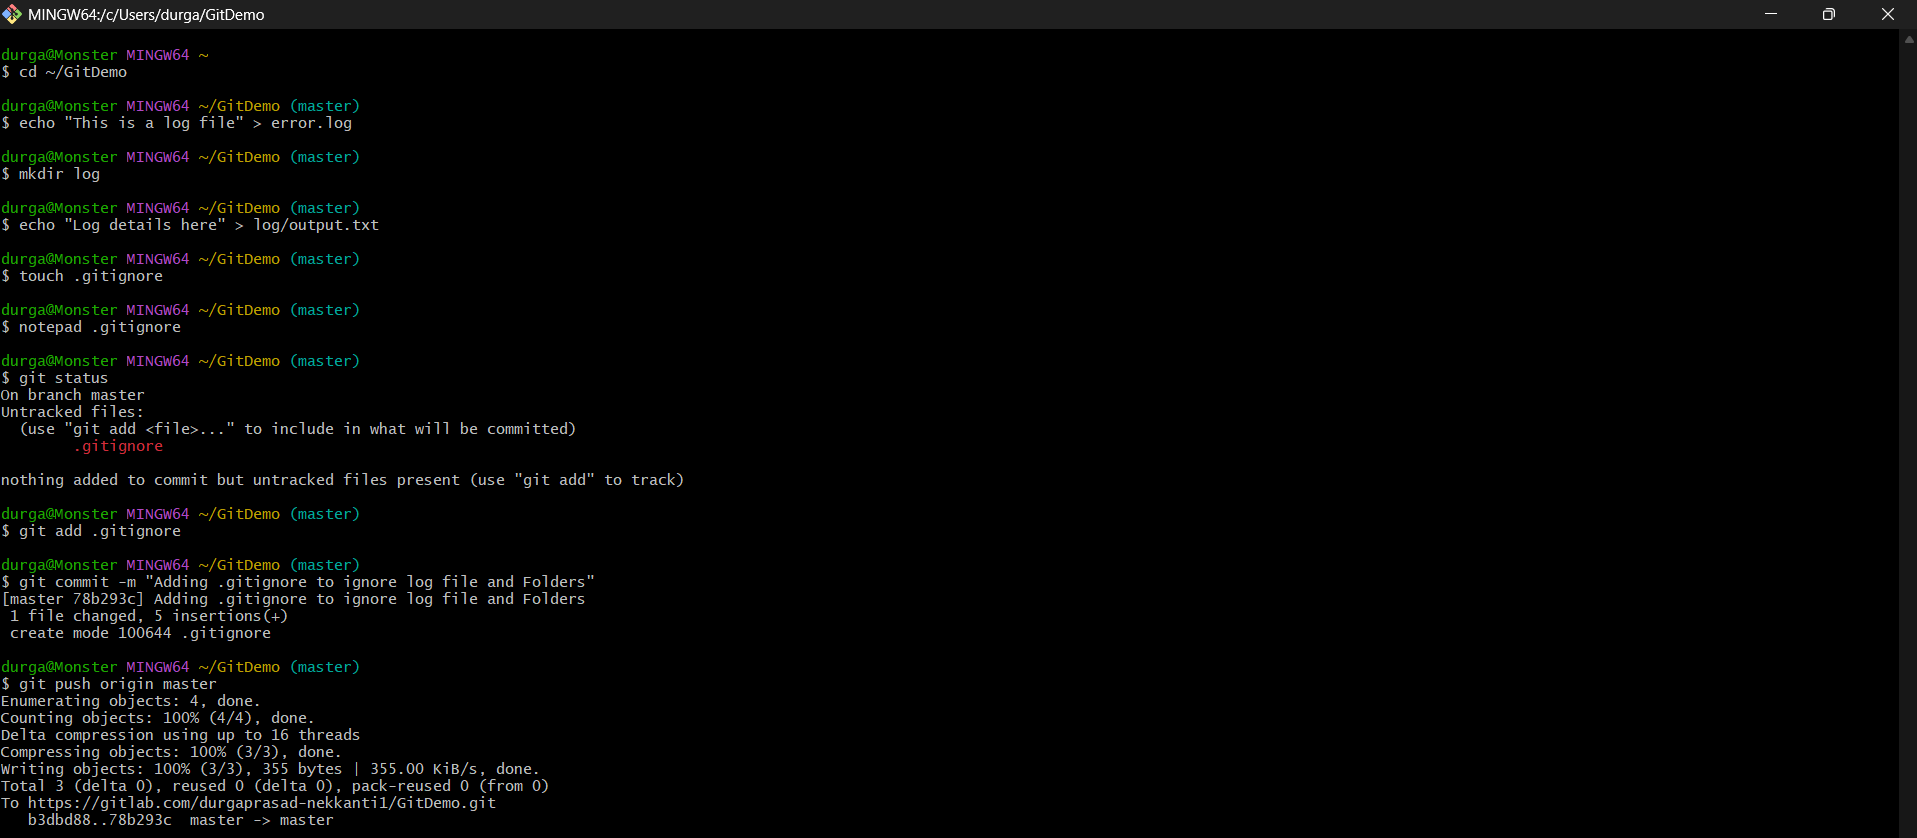 MINGW64:/c/Users/durga/GitDemo
durga@Monster MINGW64 ~
$ cd ~/GitDemo
durga@Monster MINGW64 ~/GitDemo (master)
$ echo "This is a log file" > error.log
durga@Monster MINGW64 ~/GitDemo (master)
$ mkdir log
durga@Monster MINGW64 ~/GitDemo (master)
$ echo "Log details here" > log/output.txt
durga@Monster MINGW64 ~/GitDemo (master)
$ touch .gitignore
durga@Monster MINGW64 ~/GitDemo (master)
$ notepad .gitignore
durga@Monster MINGW64 ~/GitDemo (master)
$ git status
On branch master
Untracked files:
  (use "git add <file>..." to include in what will be committed)
        .gitignore
nothing added to commit but untracked files present (use "git add" to track)
durga@Monster MINGW64 ~/GitDemo (master)
$ git add .gitignore
durga@Monster MINGW64 ~/GitDemo (master)
$ git commit -m "Adding .gitignore to ignore log file and Folders"
[master 78b293c] Adding .gitignore to ignore log file and Folders
 1 file changed, 5 insertions(+)
 create mode 100644 .gitignore
durga@Monster MINGW64 ~/GitDemo (master)
$ git push origin master
Enumerating objects: 4, done.
Counting objects: 100% (4/4), done.
Delta compression using up to 16 threads
Compressing objects: 100% (3/3), done.
Writing objects: 100% (3/3), 355 bytes | 355.00 KiB/s, done.
Total 3 (delta 0), reused 0 (delta 0), pack-reused 0 (from 0)
To https://gitlab.com/durgaprasad-nekkanti1/GitDemo.git
   b3dbd88..78b293c  master -> master